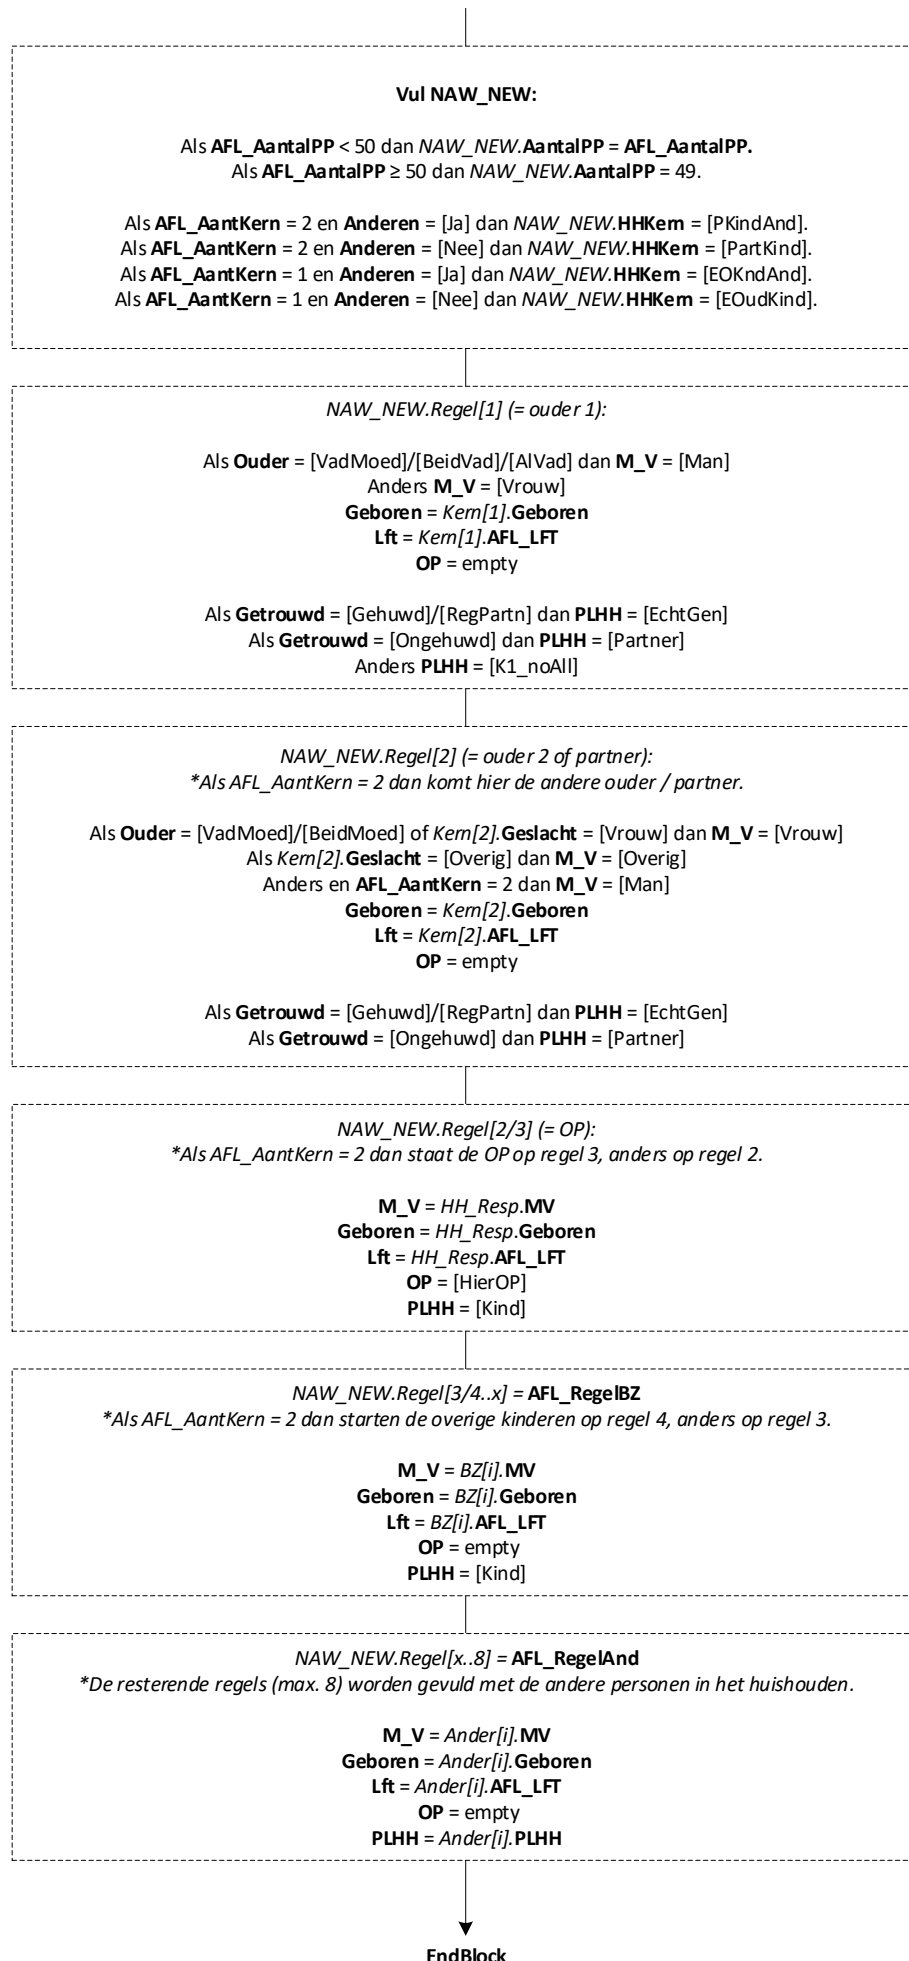 Vul NAW_NEW:
Als AFL_AantalPP < 50 dan NAW_NEW.AantalPP = AFL_AantalPP.
Als AFL_AantalPP ≥ 50 dan NAW_NEW.AantalPP = 49.
Als AFL_AantKern = 2 en Anderen = [Ja] dan NAW_NEW.HHKern = [PKindAnd].
Als AFL_AantKern = 2 en Anderen = [Nee] dan NAW_NEW.HHKern = [PartKind].
Als AFL_AantKern = 1 en Anderen = [Ja] dan NAW_NEW.HHKern = [EOKndAnd].
Als AFL_AantKern = 1 en Anderen = [Nee] dan NAW_NEW.HHKern = [EOudKind].
NAW_NEW.Regel[1] (= ouder 1):
Als Ouder = [VadMoed]/[BeidVad]/[AlVad] dan M_V = [Man]
Anders M_V = [Vrouw]
Geboren = Kern[1].Geboren
Lft = Kern[1].AFL_LFT
OP = empty
Als Getrouwd = [Gehuwd]/[RegPartn] dan PLHH = [EchtGen]
Als Getrouwd = [Ongehuwd] dan PLHH = [Partner]
Anders PLHH = [K1_noAll]
NAW_NEW.Regel[2] (= ouder 2 of partner):
*Als AFL_AantKern = 2 dan komt hier de andere ouder / partner.
Als Ouder = [VadMoed]/[BeidMoed] of Kern[2].Geslacht = [Vrouw] dan M_V = [Vrouw]
Als Kern[2].Geslacht = [Overig] dan M_V = [Overig]
Anders en AFL_AantKern = 2 dan M_V = [Man]
Geboren = Kern[2].Geboren
Lft = Kern[2].AFL_LFT
OP = empty
Als Getrouwd = [Gehuwd]/[RegPartn] dan PLHH = [EchtGen]
Als Getrouwd = [Ongehuwd] dan PLHH = [Partner]
NAW_NEW.Regel[2/3] (= OP):
*Als AFL_AantKern = 2 dan staat de OP op regel 3, anders op regel 2.
M_V = HH_Resp.MV
Geboren = HH_Resp.Geboren
Lft = HH_Resp.AFL_LFT
OP = [HierOP]
PLHH = [Kind]
NAW_NEW.Regel[3/4..x] = AFL_RegelBZ
*Als AFL_AantKern = 2 dan starten de overige kinderen op regel 4, anders op regel 3.
M_V = BZ[i].MV
Geboren = BZ[i].Geboren
Lft = BZ[i].AFL_LFT
OP = empty
PLHH = [Kind]
NAW_NEW.Regel[x..8] = AFL_RegelAnd
*De resterende regels (max. 8) worden gevuld met de andere personen in het huishouden.
M_V = Ander[i].MV
Geboren = Ander[i].Geboren
Lft = Ander[i].AFL_LFT
OP = empty
PLHH = Ander[i].PLHH
EndBlock